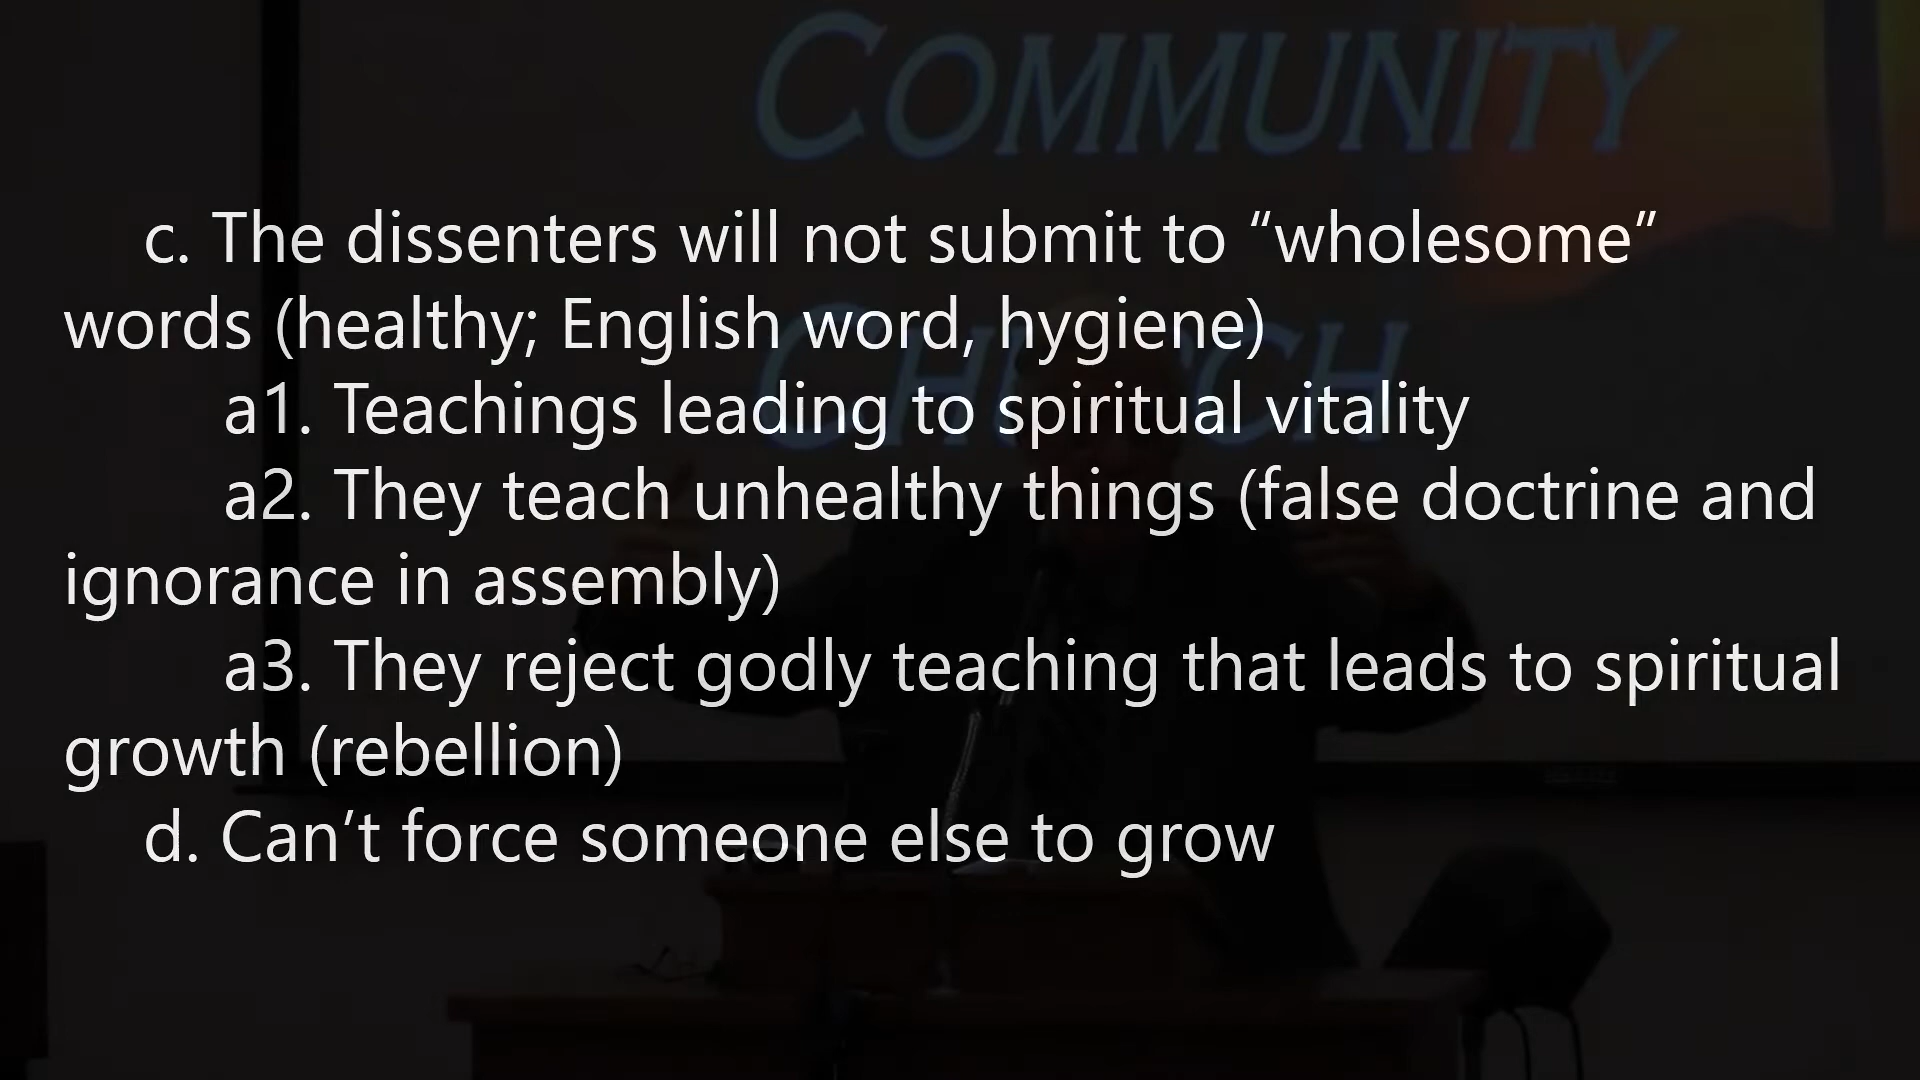 COMMUNITY
c. The dissenters will not submit to “wholesome”
words (healthy; English word, hygiene)
CHURCH
a1. Teachings leading to spiritual vitality
a2. They teach unhealthy things (false doctrine and
ignorance in assembly)
a3. They reject godly teaching that leads to spiritual
growth (rebellion)
d. Can’t force someone else to grow